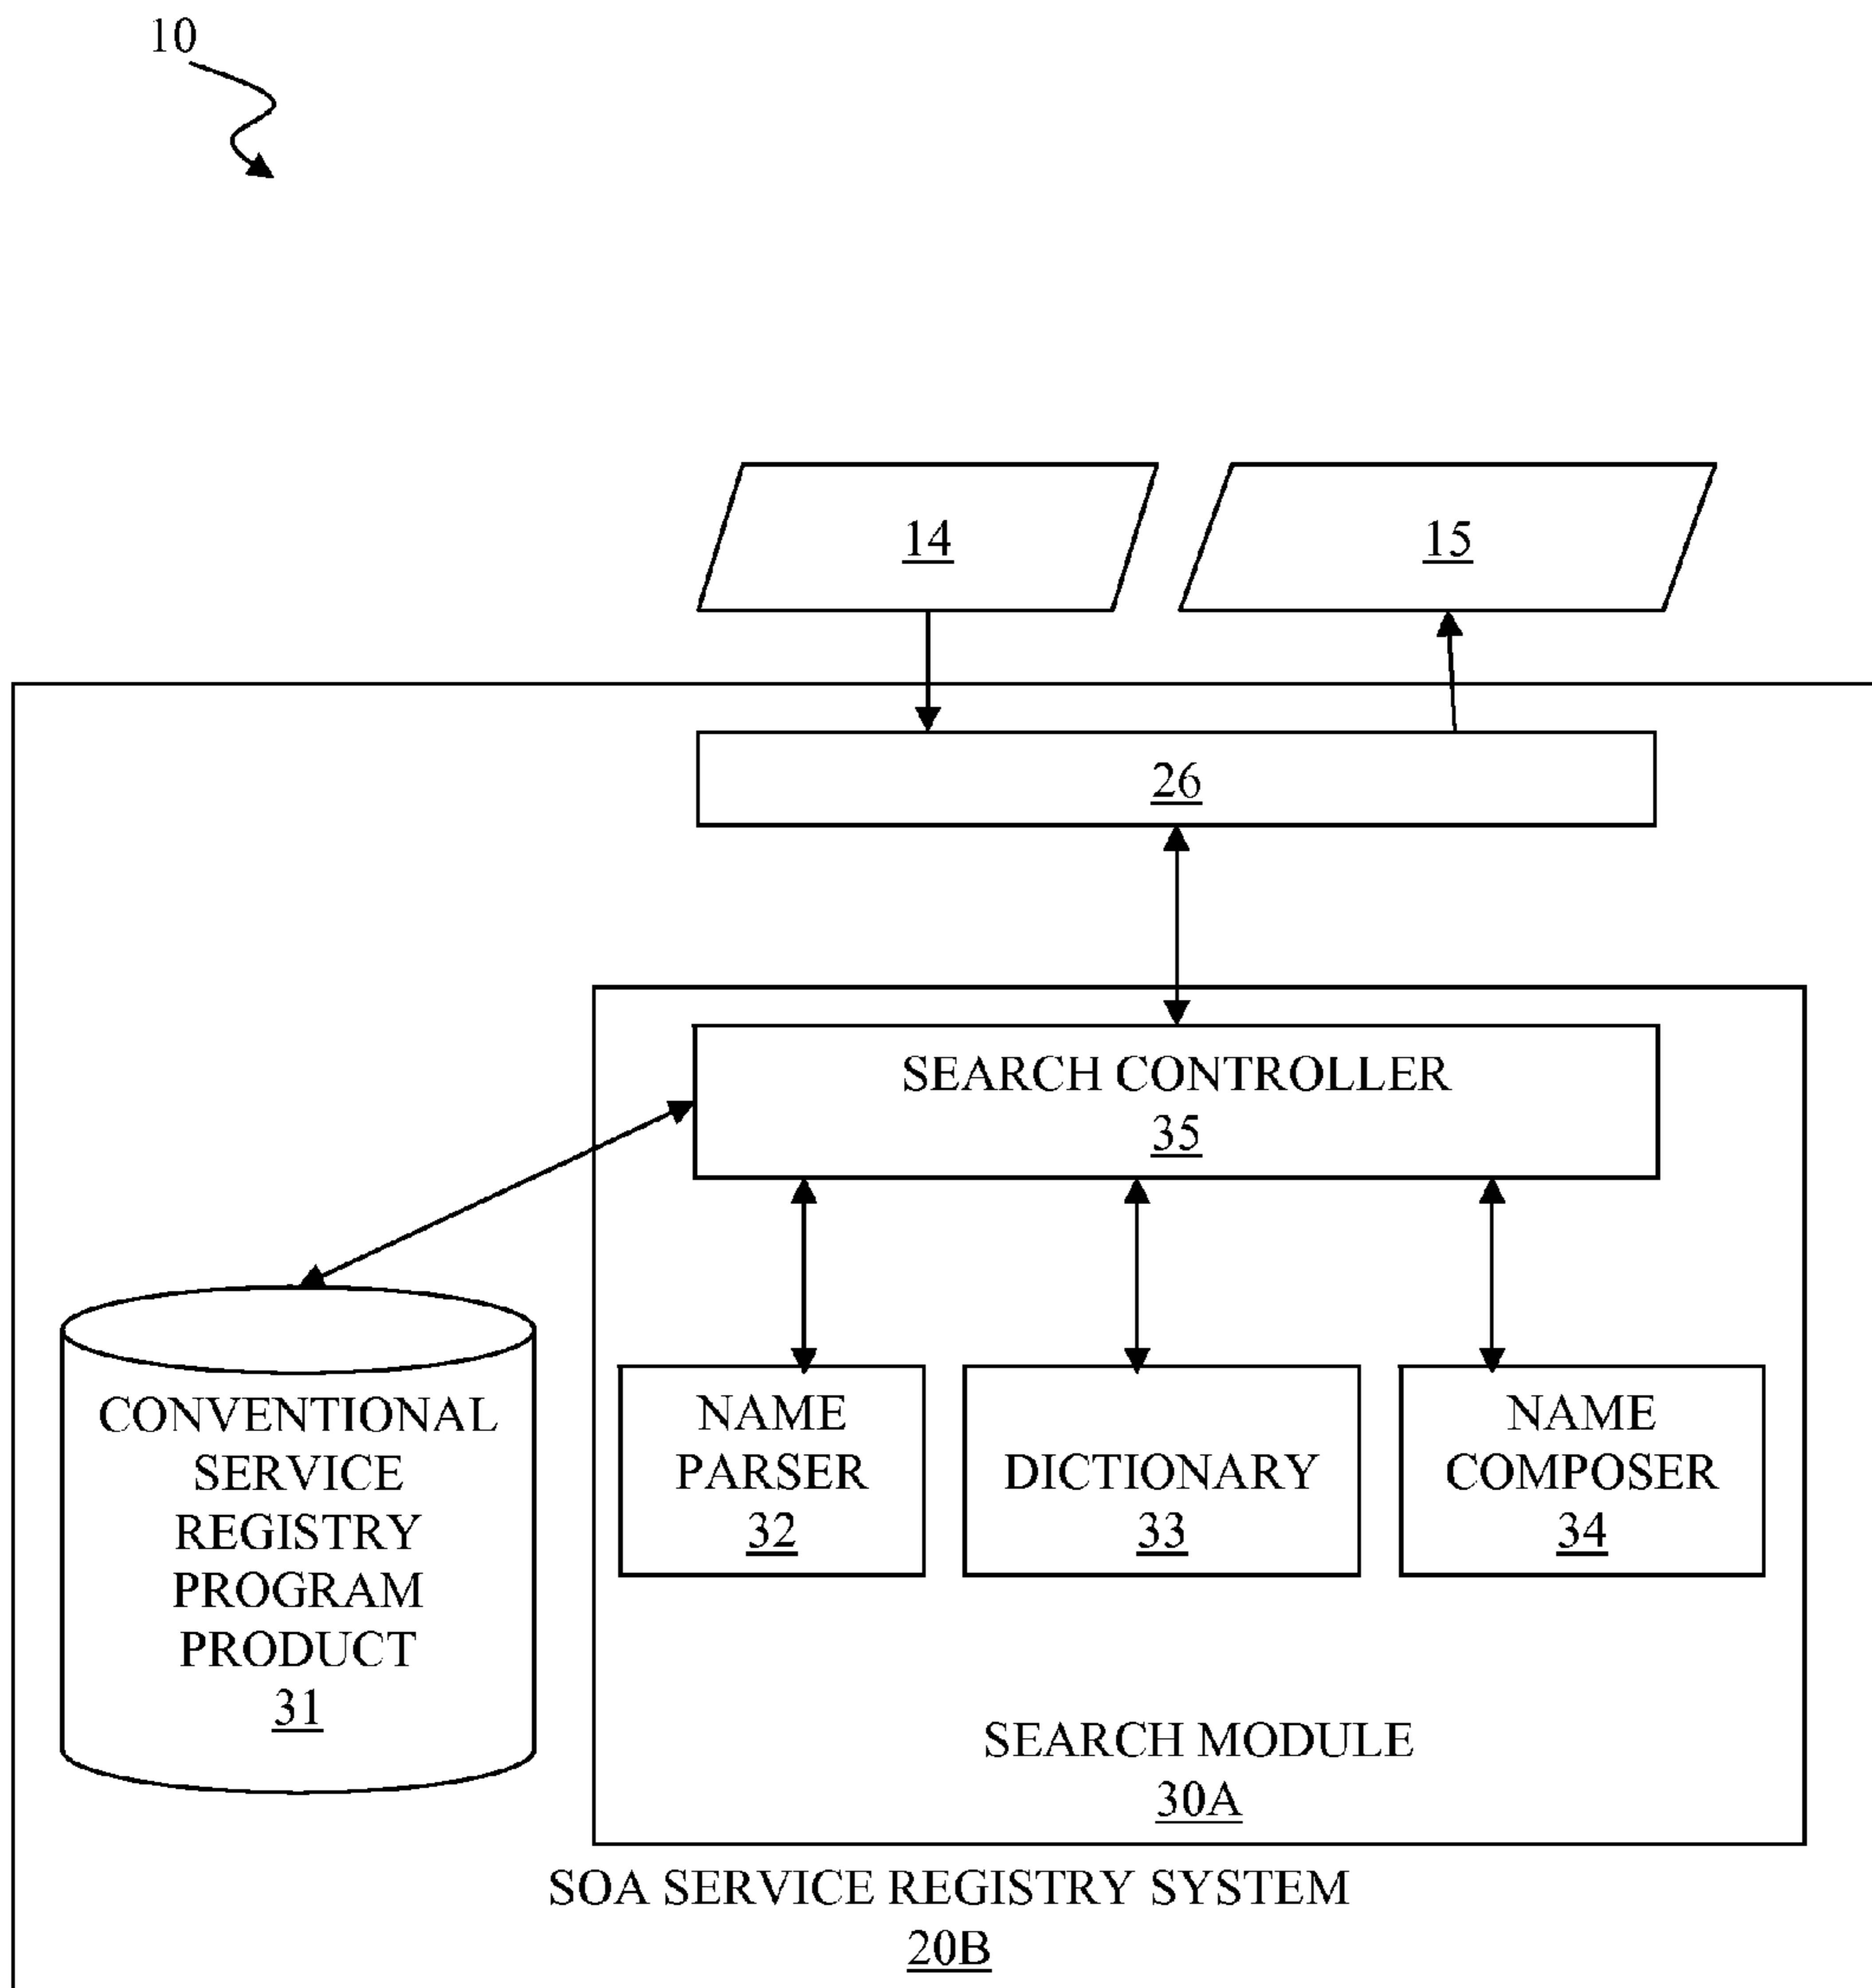 10
14
15
26
SEARCH CONTROLLER
35
CONVENTIONAL
SERVICE
REGISTRY
PROGRAM
PRODUCT
31
NAME
PARSER
32
DICTIONARY
33
NAME
COMPOSER
34
SEARCH MODULE
30A
SOA SERVICE REGISTRY SYSTEM
20B